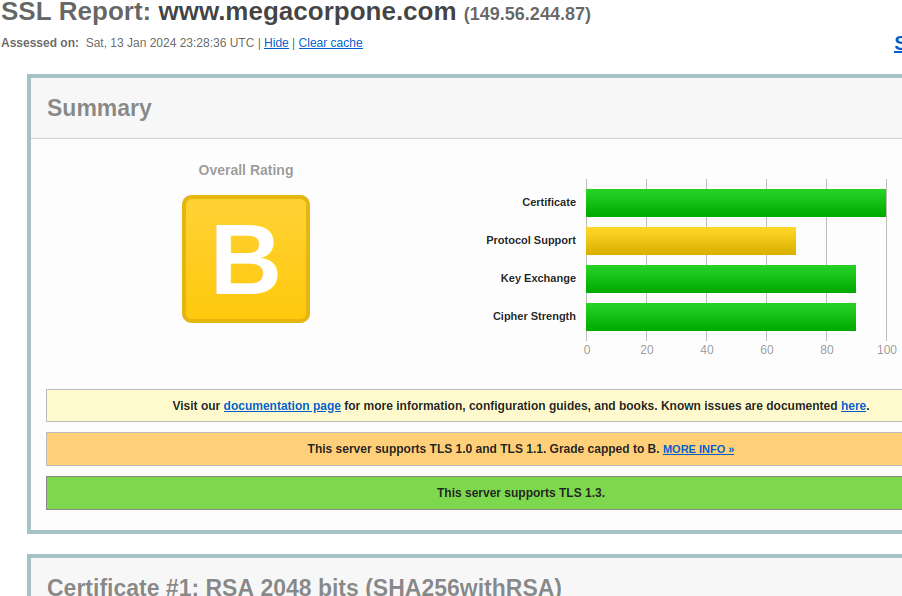 SSL Report: www.megacorpone.com (149.56.244.87)
Assessed on: Sat, 13 Jan 2024 23:28:36 UTC | Hide | Clear cache
S
Summary
Overall Rating
B
Certificate
Protocol Support
Key Exchange
Cipher Strength
0 20 40 60 80 100
Visit our documentation page for more information, configuration guides, and books. Known issues are documented here.
This server supports TLS 1.0 and TLS 1.1. Grade capped to B. MORE INFO »
This server supports TLS 1.3.
Certificate #1: RSA 2048 bits (SHA256withRSA)